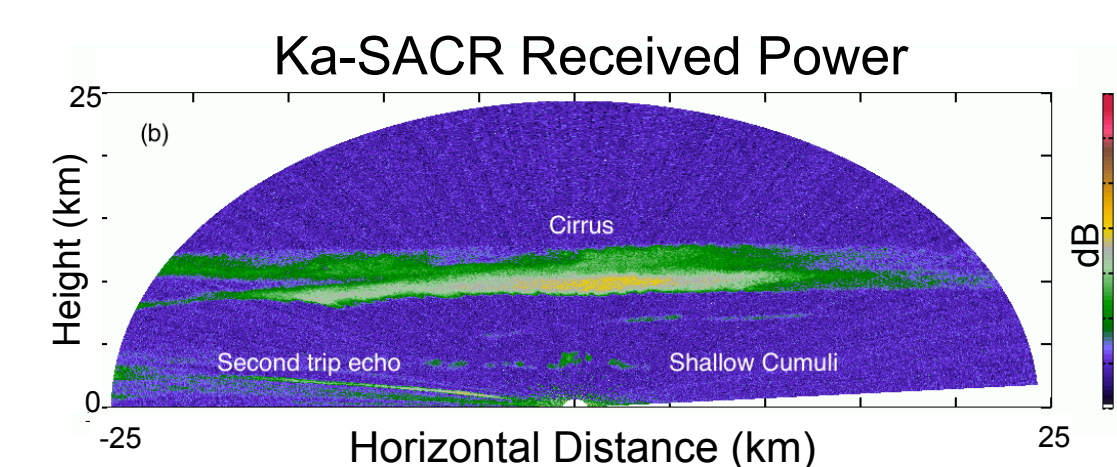 Ka-SACR Received Power
25
(b)
Cirrus
Height (km)
dB
Second trip echo
Shallow Cumuli
0
-25
Horizontal Distance (km)
25